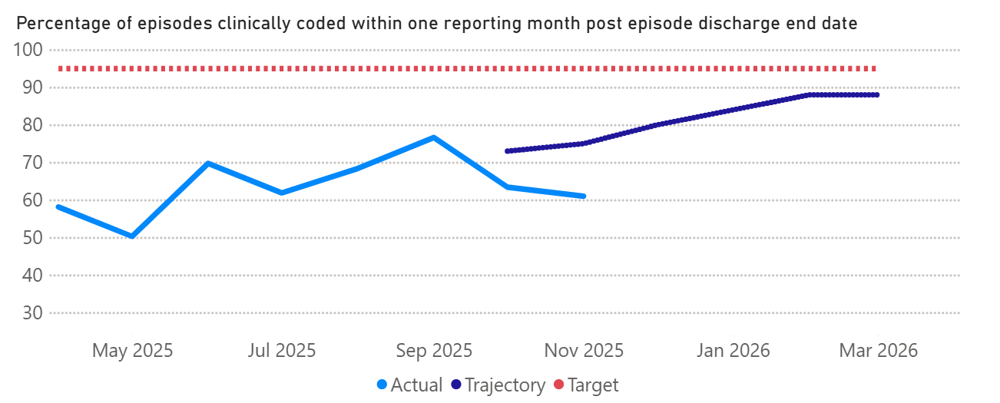 Percentage of episodes clinically coded within one reporting month post episode discharge end date
100
90
80
70
60
50
40
30
May 2025 Jul 2025 Sep 2025 Nov 2025 Jan 2026 Mar 2026
Actual Trajectory Target